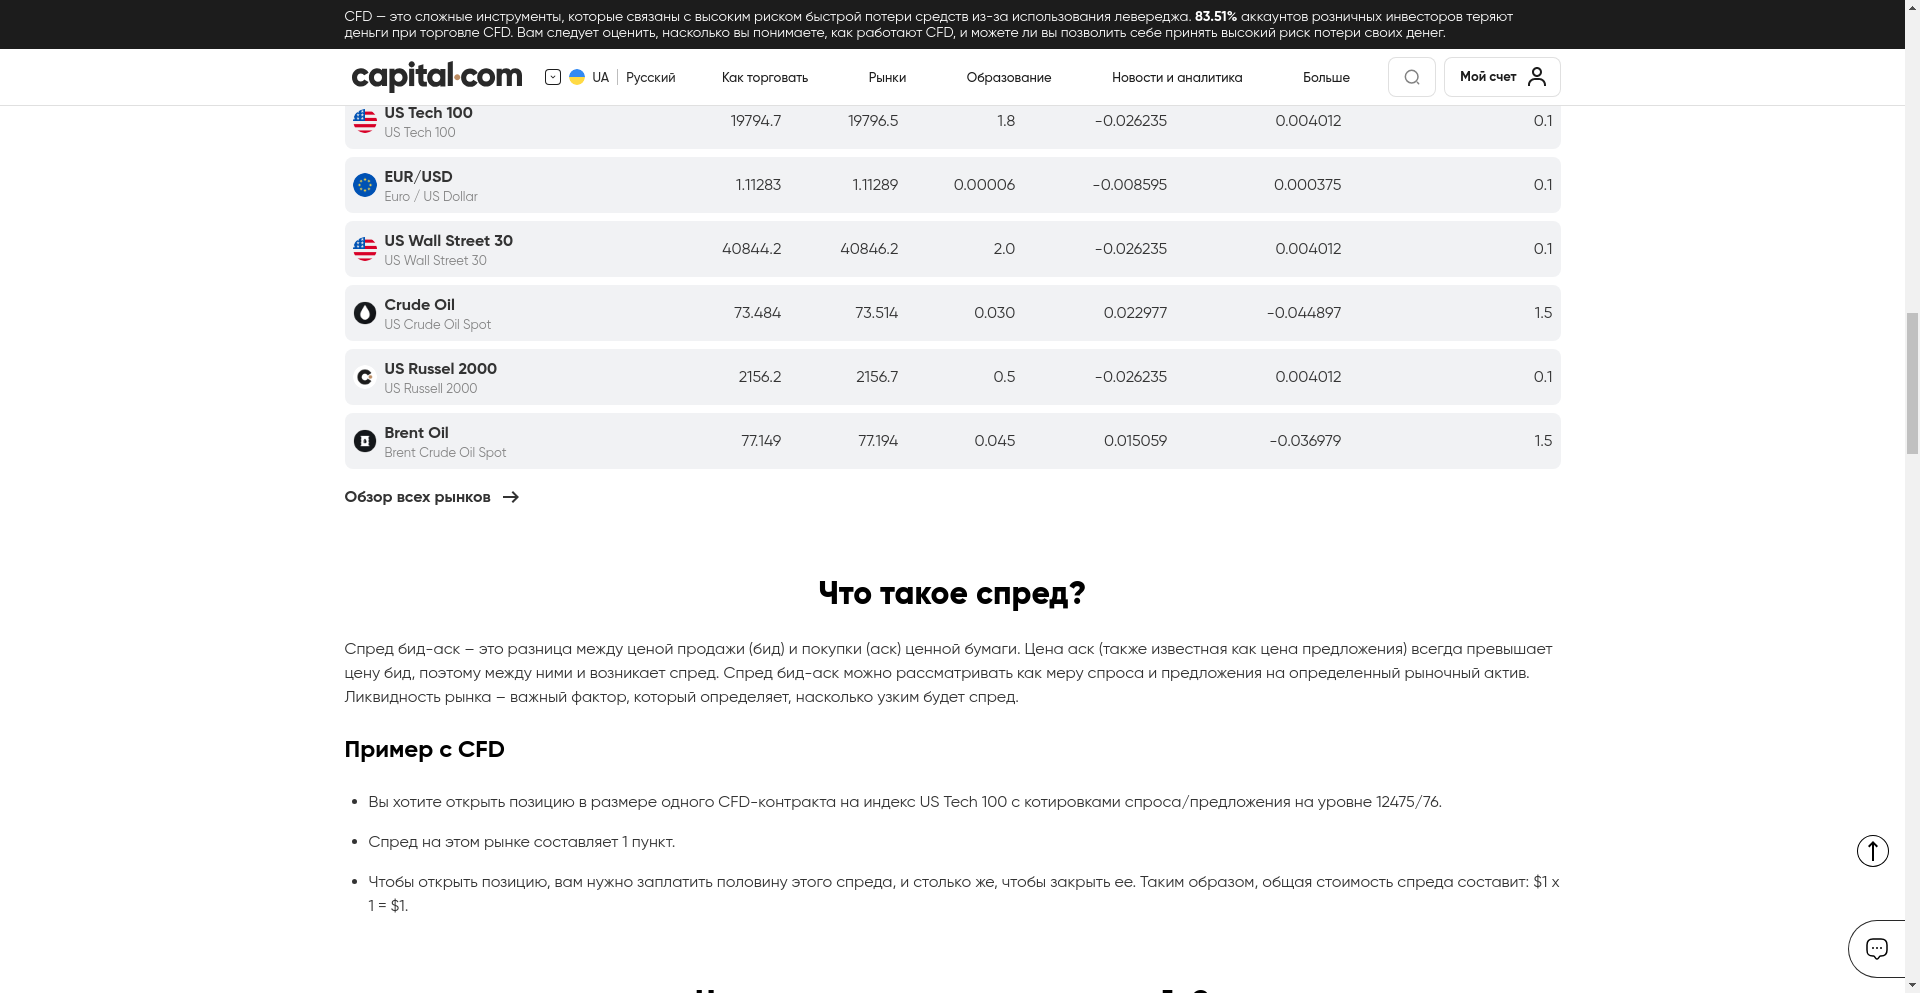 CFD — это сложные инструменты, которые связаны с высоким риском быстрой потери средств из-за использования левереджа. 83.51% аккаунтов розничных инвесторов теряют
деньги при торговле CFD. Вам следует оценить, насколько вы понимаете, как работают CFD, и можете ли вы позволить себе принять высокий риск потери своих денег.
capital.com UA Русский Как торговать Рынки Образование Новости и аналитика Больше Мой счет
US Tech 100
US Tech 100
19794.7 19796.5 1.8 -0.026235 0.004012 0.1
EUR/USD
Euro / US Dollar
1.11283 1.11289 0.00006 -0.008595 0.000375 0.1
US Wall Street 30
US Wall Street 30
40844.2 40846.2 2.0 -0.026235 0.004012 0.1
Crude Oil
US Crude Oil Spot
73.484 73.514 0.030 0.022977 -0.044897 1.5
US Russel 2000
US Russell 2000
2156.2 2156.7 0.5 -0.026235 0.004012 0.1
Brent Oil
Brent Crude Oil Spot
77.149 77.194 0.045 0.015059 -0.036979 1.5
Обзор всех рынков
Что такое спред?
Спред бид-аск – это разница между ценой продажи (бид) и покупки (аск) ценной бумаги. Цена аск (также известная как цена предложения) всегда превышает
цену бид, поэтому между ними и возникает спред. Спред бид-аск можно рассматривать как меру спроса и предложения на определенный рыночный актив.
Ликвидность рынка – важный фактор, который определяет, насколько узким будет спред.
Пример с CFD
• Вы хотите открыть позицию в размере одного CFD-контракта на индекс US Tech 100 с котировками спроса/предложения на уровне 12475/76.
• Спред на этом рынке составляет 1 пункт.
• Чтобы открыть позицию, вам нужно заплатить половину этого спреда, и столько же, чтобы закрыть ее. Таким образом, общая стоимость спреда составит: $1 x
1 = $1.